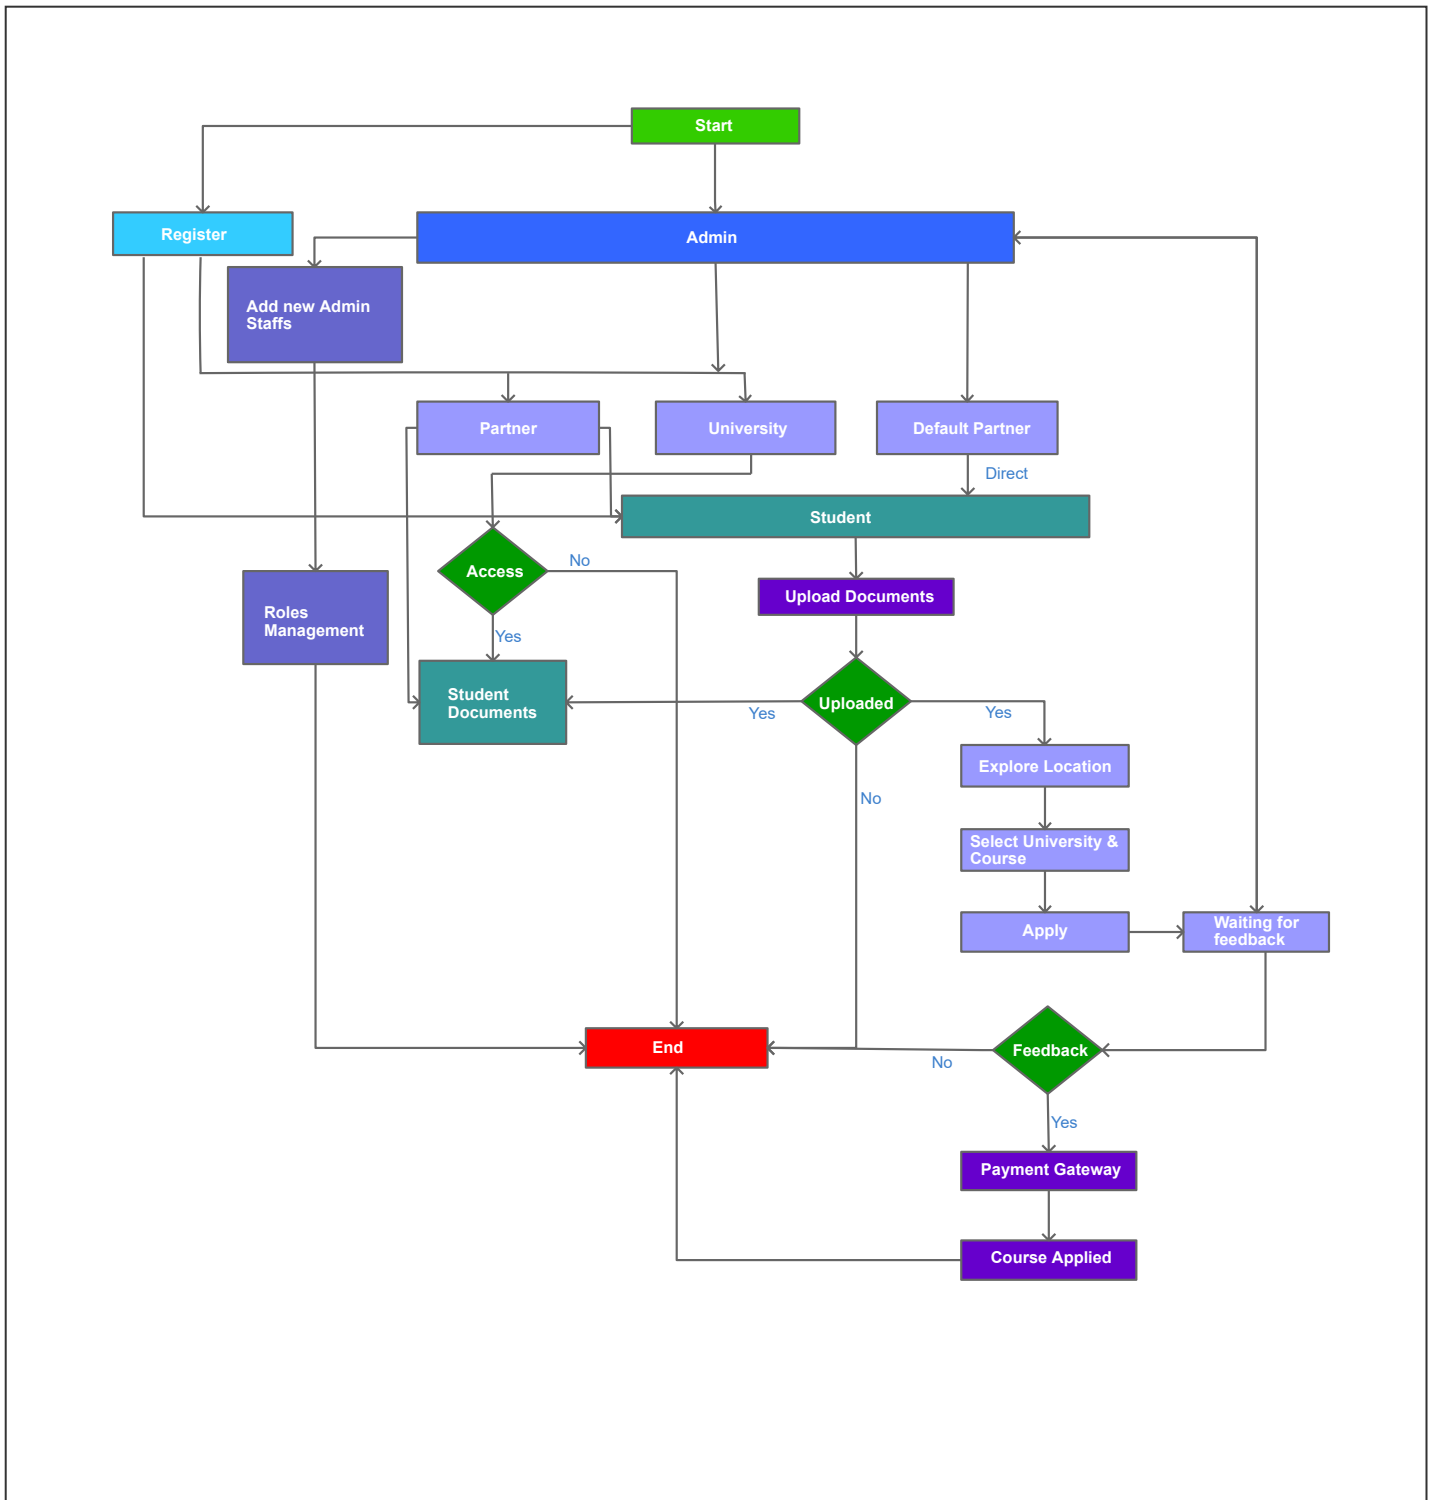 Start
Register
Admin
Add new Admin
Staffs
Partner
University
Default Partner
Direct
Student
Access
No
Upload Documents
Roles
Management
Yes
Student
Documents
Uploaded
Yes
Yes
Explore Location
No
Select University &
Course
Apply
Waiting for
feedback
End
Feedback
No
Yes
Payment Gateway
Course Applied